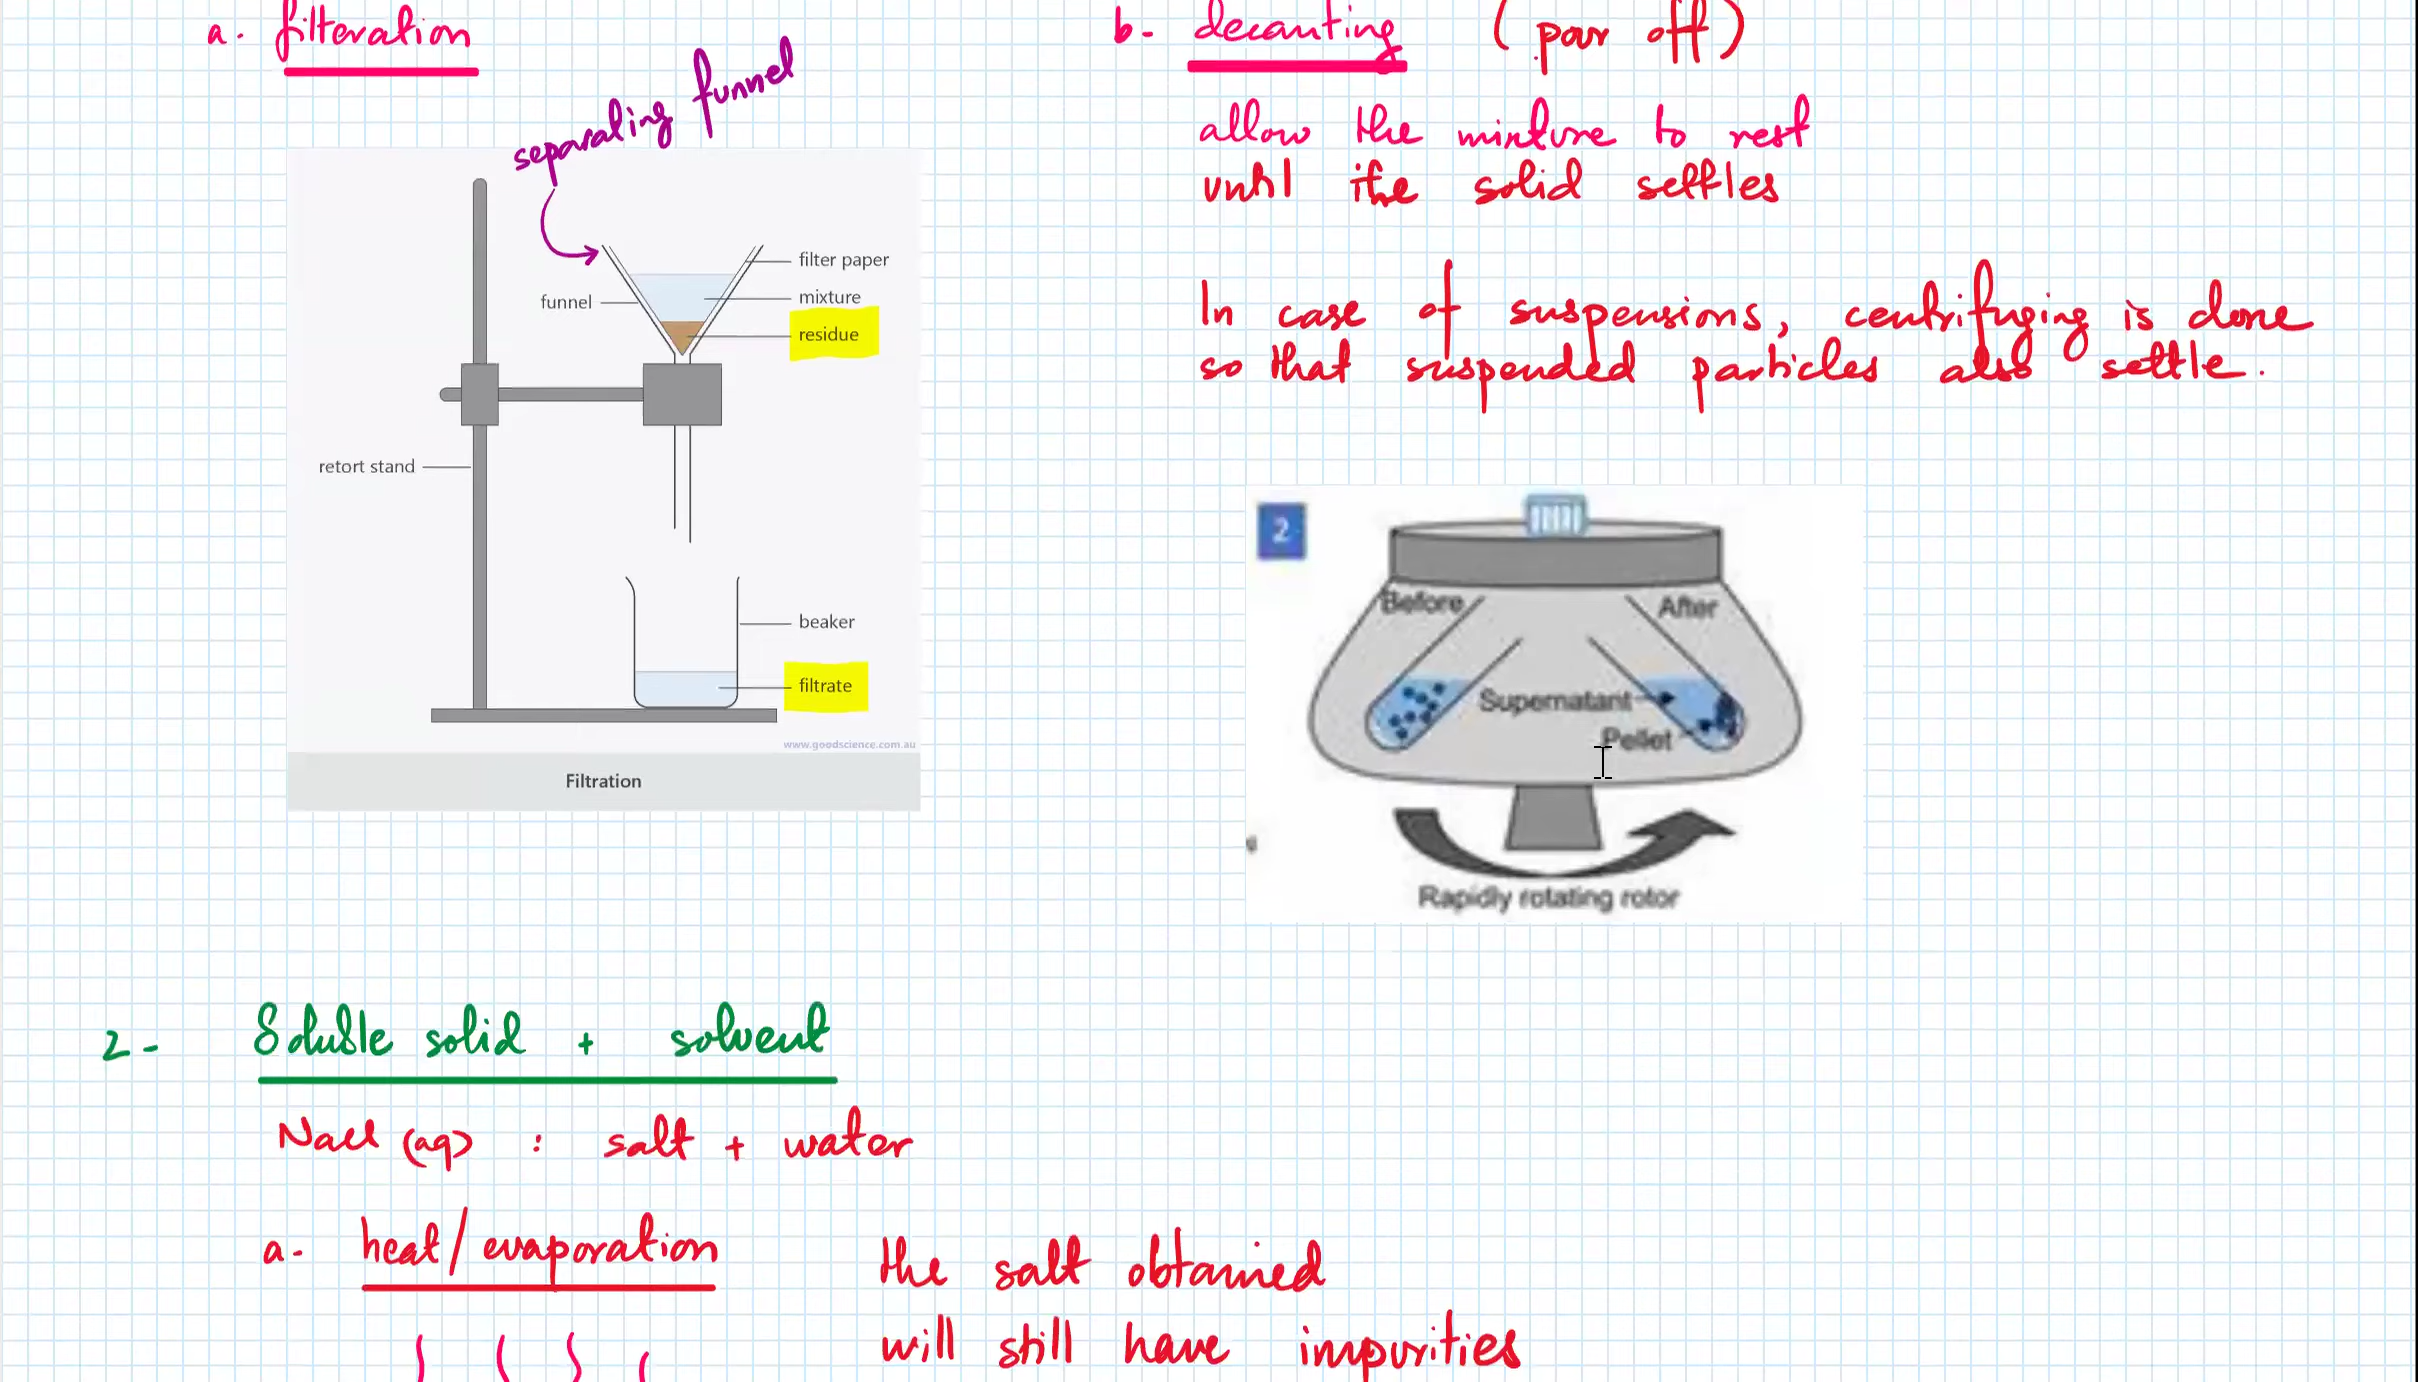 a. filteration
separating funnel
filter paper
funnel
mixture
residue
retort stand
beaker
filtrate
www.goodscience.com.au
Filtration
b- decanting (pour off)
allow the mixture to rest
until the solid settles
In case of suspensions, centrifuging is done
so that suspended particles also settle.
2
Before
After
Supernatant
Pellet
Rapidly rotating rotor
2- Soluble solid + solvent
NaCl (aq) : salt + water
a- heat/evaporation
the salt obtained
will still have impurities